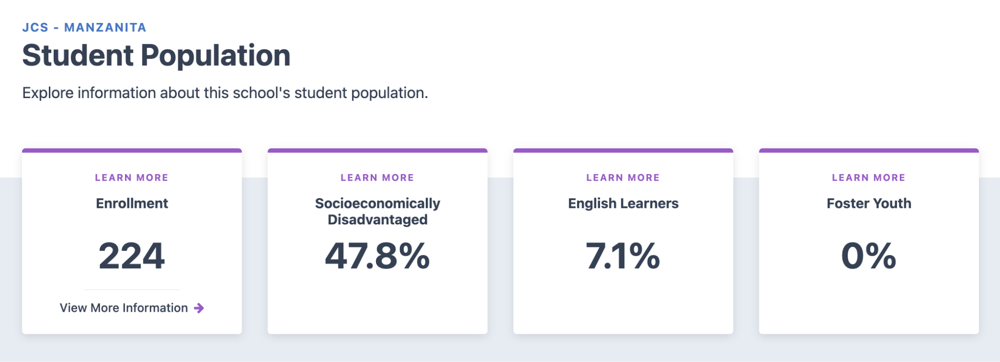 JCS - MANZANITA
Student Population
Explore information about this school's student population.
LEARN MORE
Enrollment
224
View More Information
LEARN MORE
Socioeconomically
Disadvantaged
47.8%
LEARN MORE
English Learners
7.1%
LEARN MORE
Foster Youth
0%